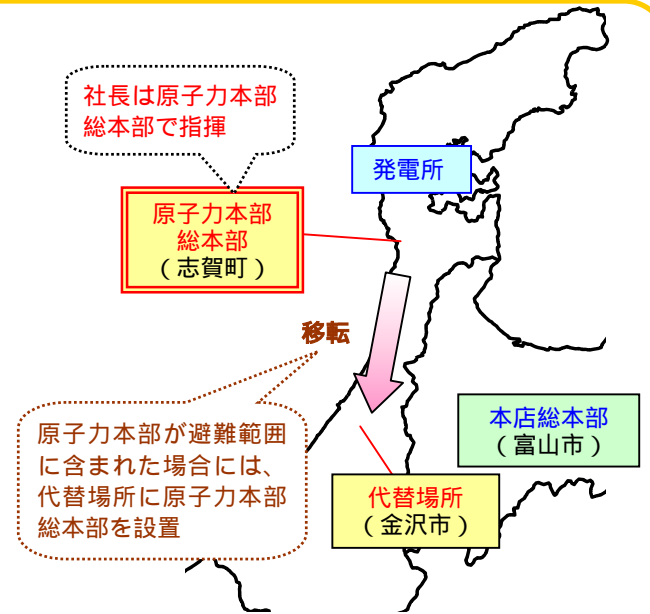 社長は原子力本部
総本部で指揮
発電所
原子力本部
総本部
（志賀町）
移転
原子力本部が避難範囲
に含まれた場合には、
代替場所に原子力本部
総本部を設置
本店総本部
（富山市）
代替場所
（金沢市）